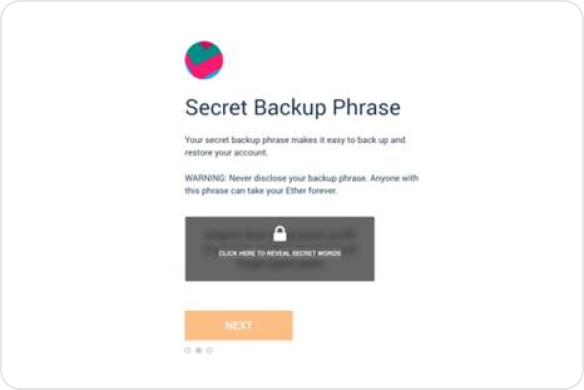 Secret Backup Phrase
Your secret backup phrase makes it easy to back up and
restore your account.
WARNING: Never disclose your backup phrase. Anyone with
this phrase can take your Ether forever.
CLICK HERE TO REVEAL SECRET WORDS
NEXT